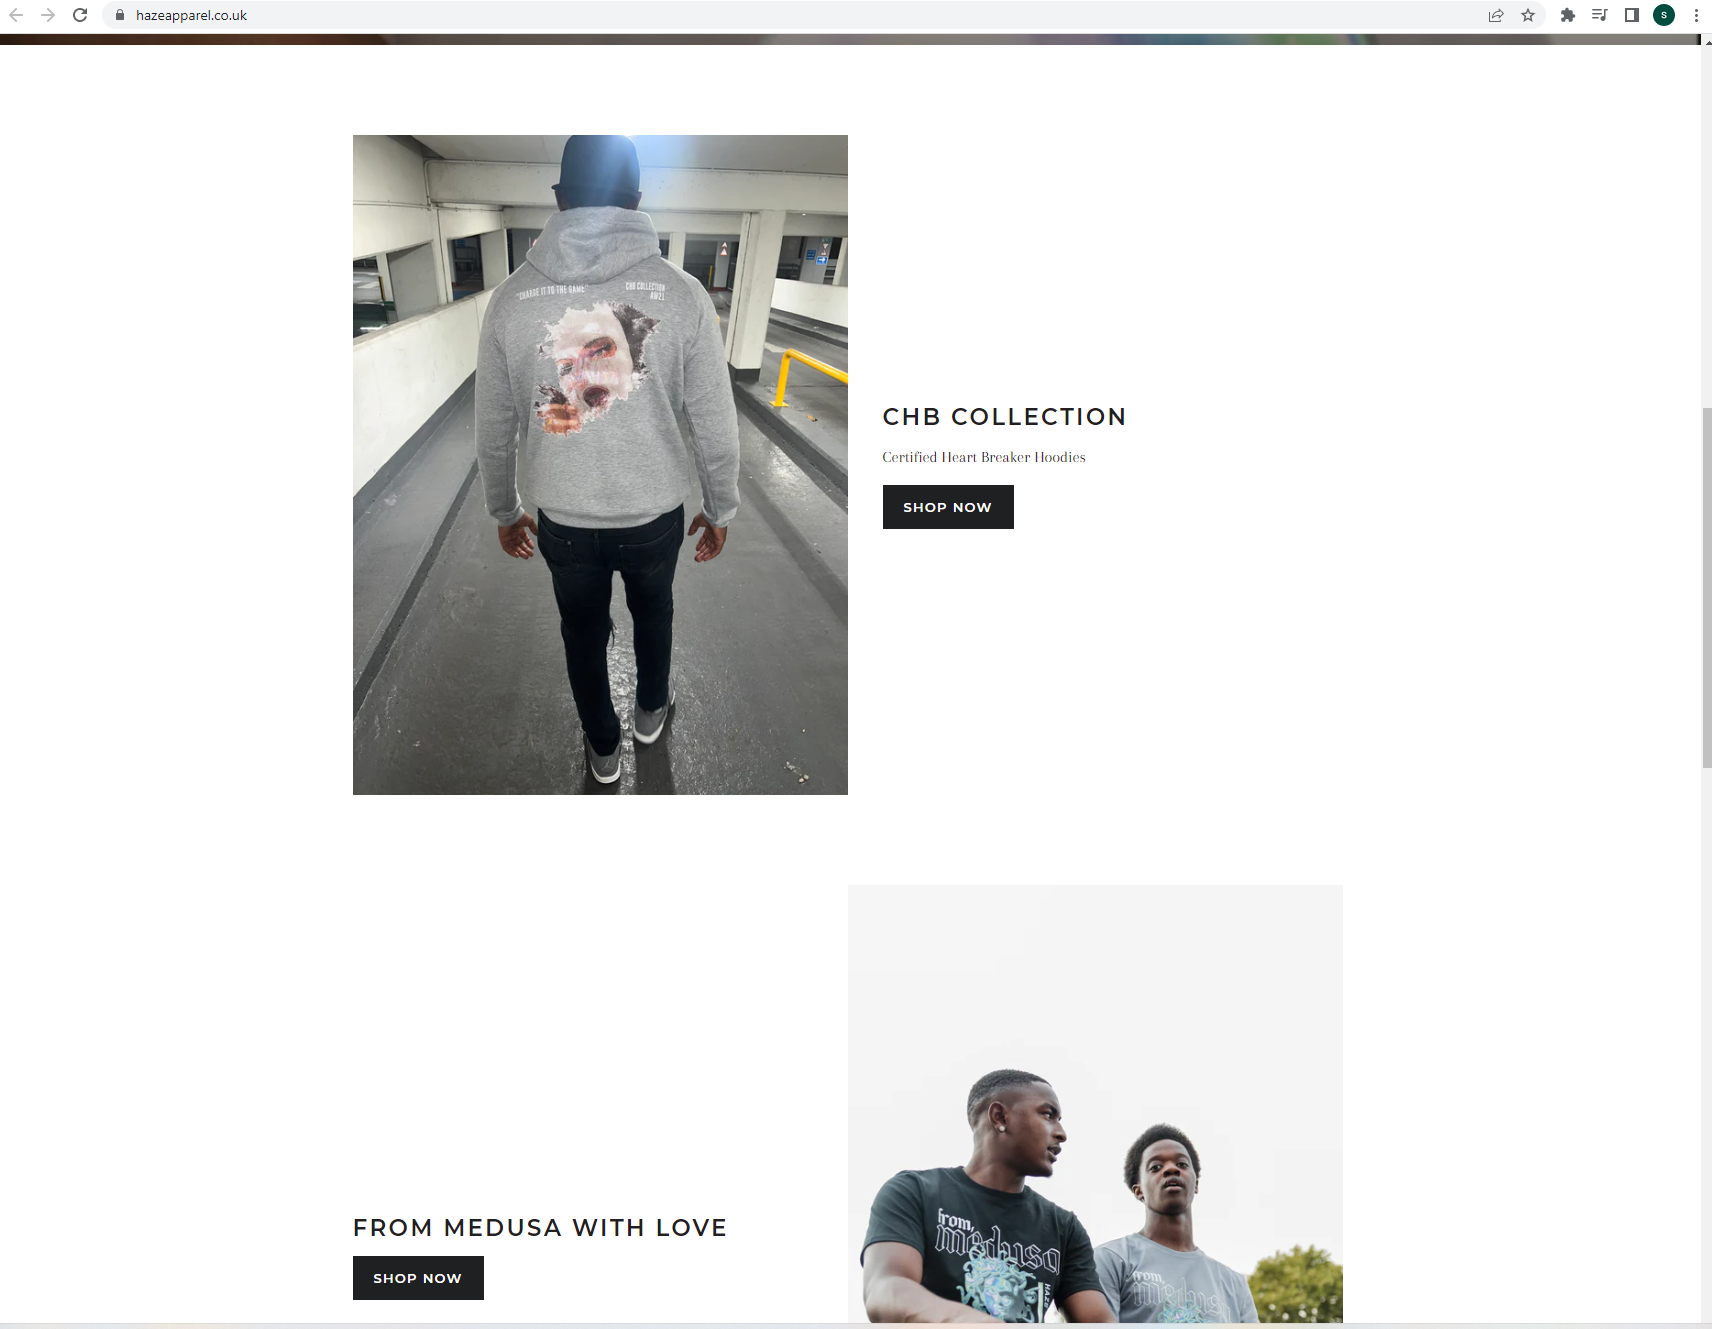 hazeapparel.co.uk
S
"CHARGE IT TO THE GAME"
CHB COLLECTION
AW21
CHB COLLECTION
Certified Heart Breaker Hoodies
SHOP NOW
FROM MEDUSA WITH LOVE
SHOP NOW
from,
medusa
HAZE
from,
medusa